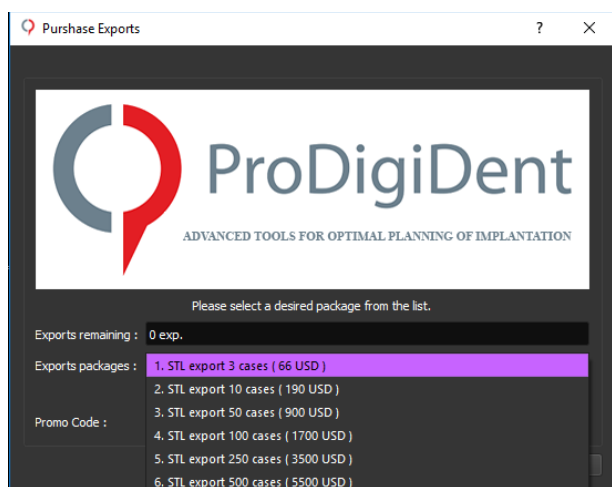 Purshase Exports
ProDigiDent
ADVANCED TOOLS FOR OPTIMAL PLANNING OF IMPLANTATION
Please select a desired package from the list.
Exports remaining : 0 exp.
Exports packages : 1. STL export 3 cases ( 66 USD )
2. STL export 10 cases ( 190 USD )
3. STL export 50 cases ( 900 USD )
Promo Code :
4. STL export 100 cases ( 1700 USD )
5. STL export 250 cases ( 3500 USD )
6. STL export 500 cases ( 5500 USD )